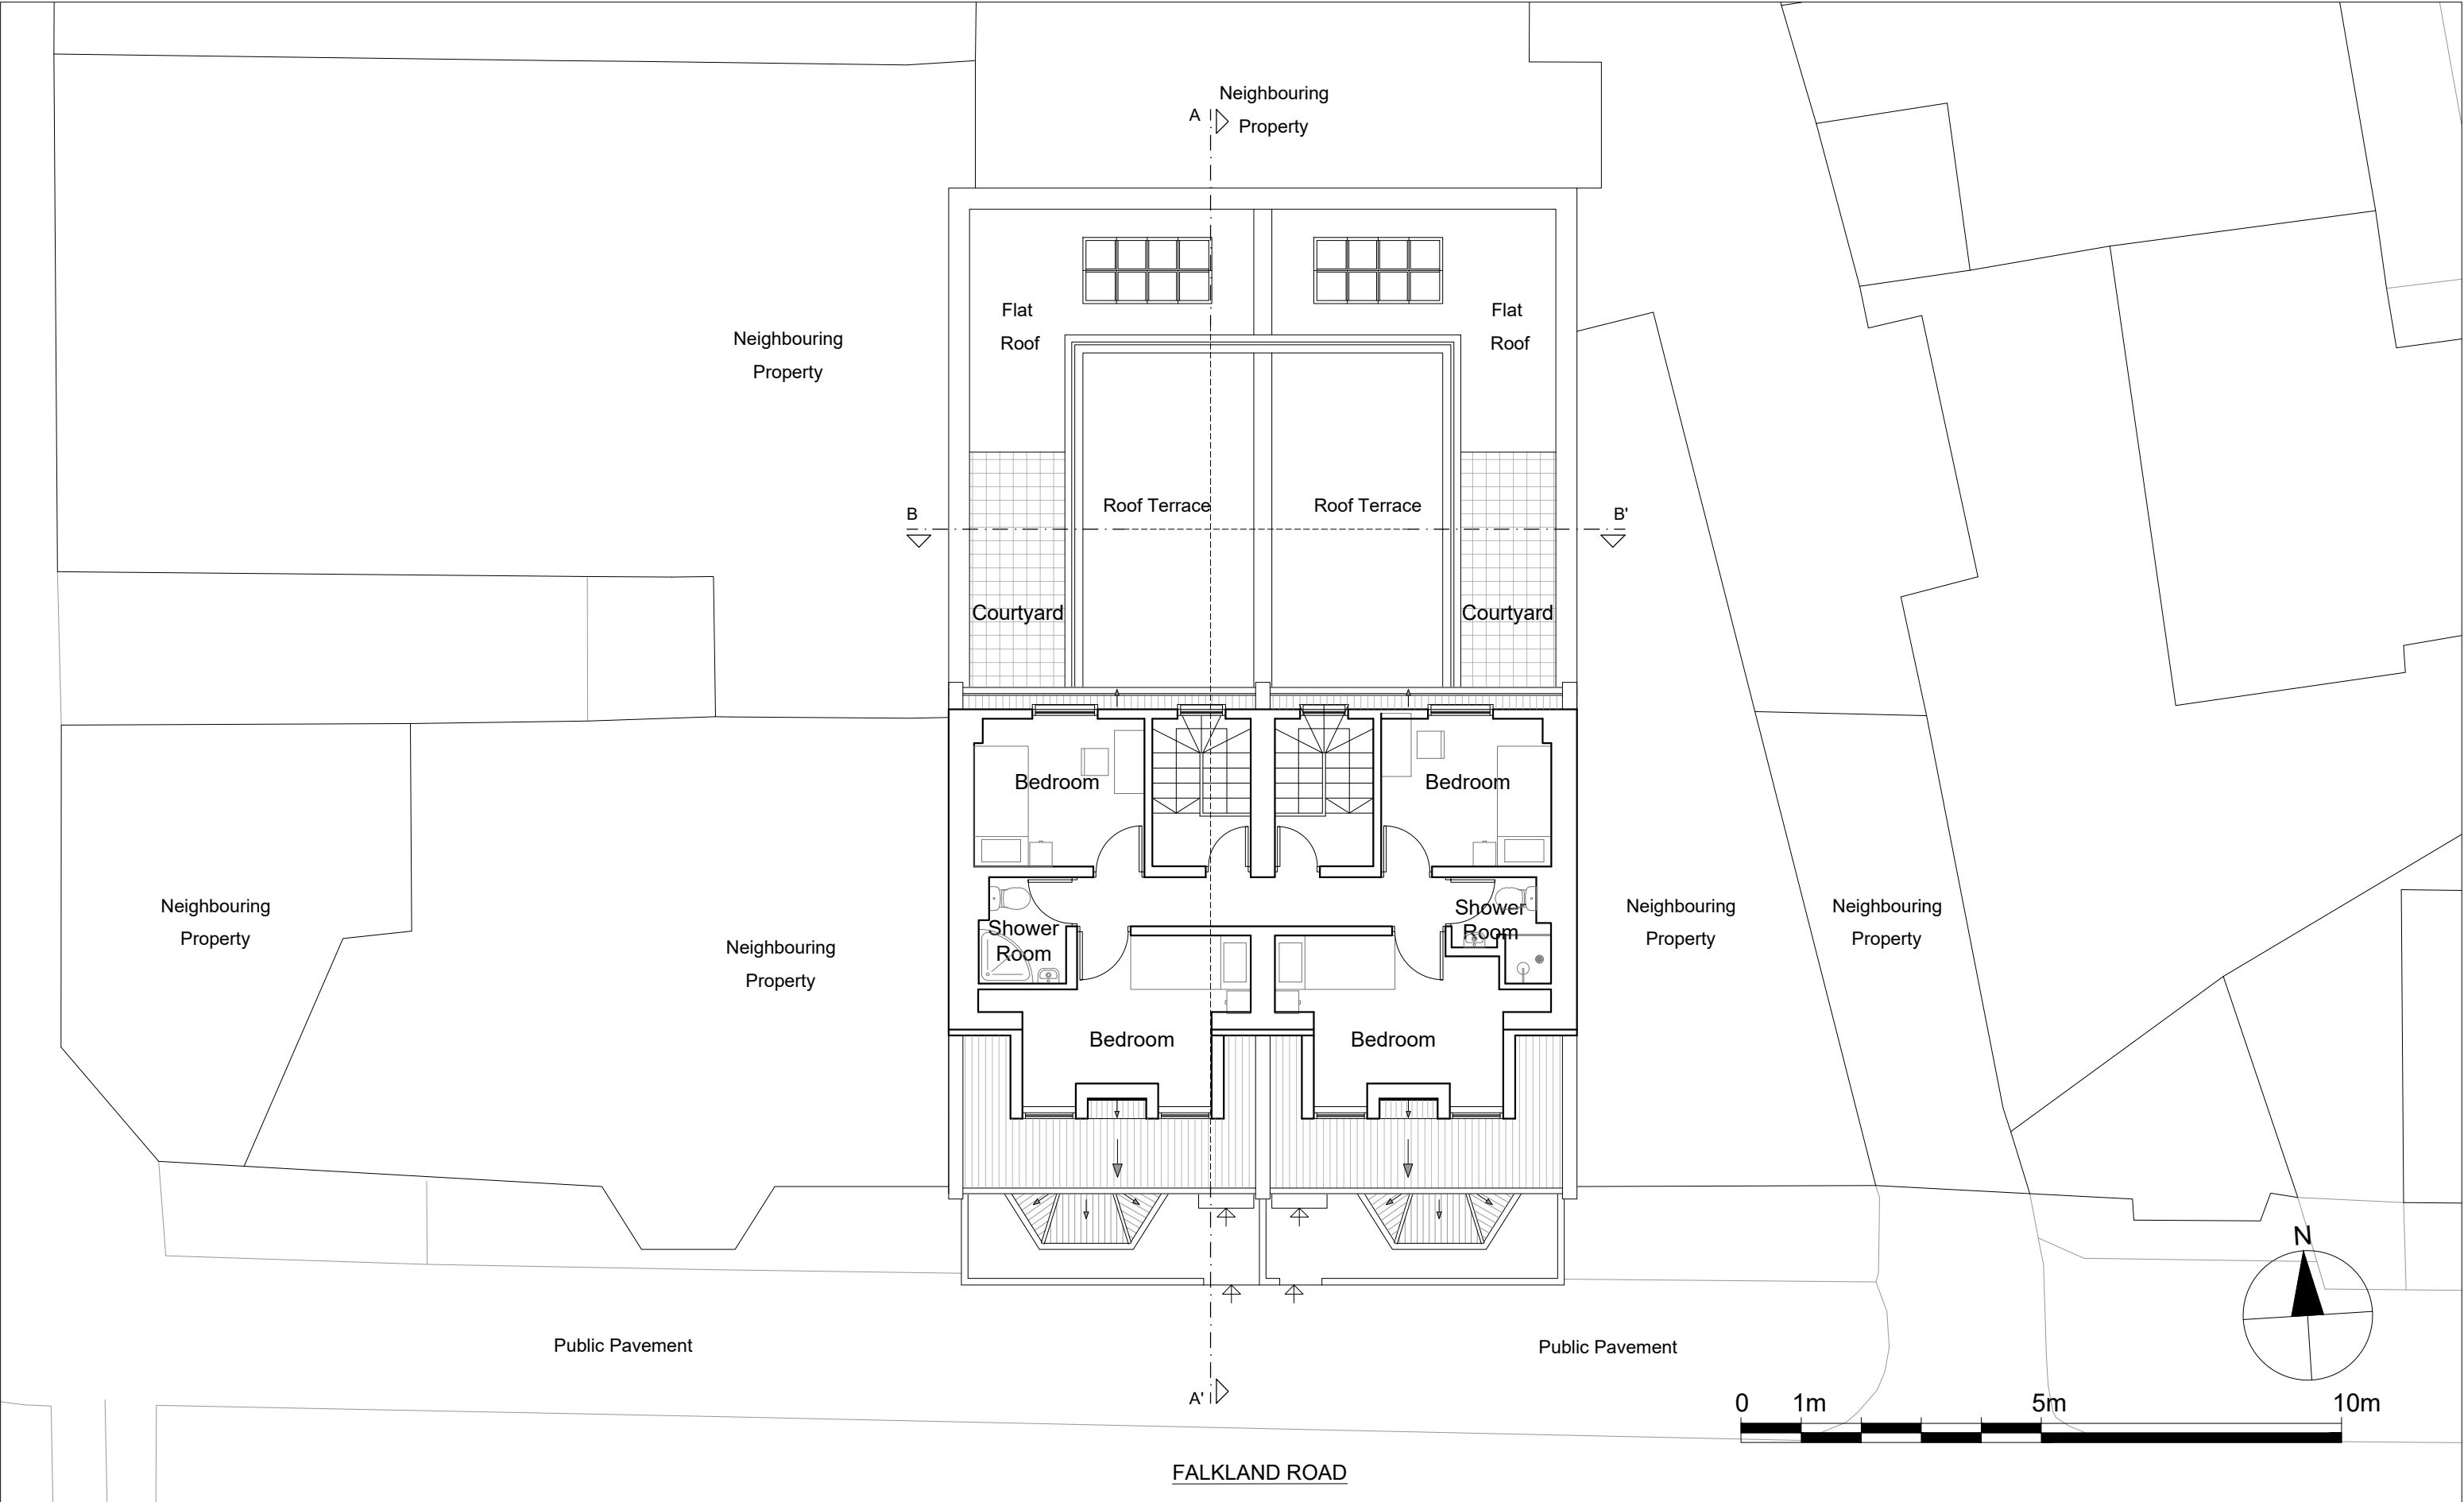 Neighbouring
Property
A
Flat
Roof
Flat
Roof
Neighbouring
Property
Roof Terrace
Roof Terrace
B
B'
Courtyard
Courtyard
Bedroom
Bedroom
Neighbouring
Property
Neighbouring
Property
Shower
Room
Shower
Room
Neighbouring
Property
Neighbouring
Property
Bedroom
Bedroom
N
Public Pavement
Public Pavement
A'
0 1m 5m 10m
FALKLAND ROAD